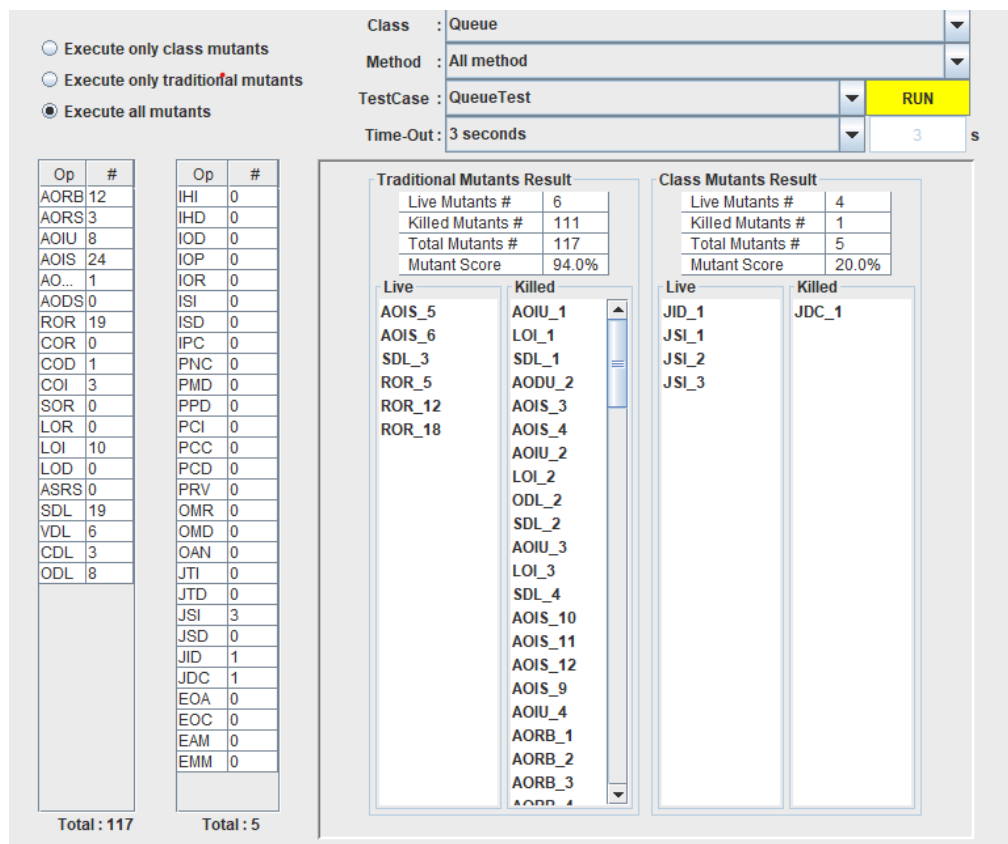 Class : Queue
Execute only class mutants
Method : All method
Execute only traditional mutants
TestCase : QueueTest RUN
Execute all mutants
Time-Out : 3 seconds 3 s
Op #
AORB 12
AORS 3
AOIU 8
AOIS 24
AO... 1
AODS 0
ROR 19
COR 0
COD 1
COI 3
SOR 0
LOR 0
LOI 10
LOD 0
ASRS 0
SDL 19
VDL 6
CDL 3
ODL 8
Total : 117
Op #
IHI 0
IHD 0
IOD 0
IOP 0
IOR 0
ISI 0
ISD 0
IPC 0
PNC 0
PMD 0
PPD 0
PCI 0
PCC 0
PCD 0
PRV 0
OMR 0
OMD 0
OAN 0
JTI 0
JTD 0
JSI 3
JSD 0
JID 1
JDC 1
EOA 0
EOC 0
EAM 0
EMM 0
Total : 5
Traditional Mutants Result
Live Mutants # 6
Killed Mutants # 111
Total Mutants # 117
Mutant Score 94.0%
Live
AOIS_5
AOIS_6
SDL_3
ROR_5
ROR_12
ROR_18
Killed
AOIU_1
LOI_1
SDL_1
AODU_2
AOIS_3
AOIS_4
AOIU_2
LOI_2
ODL_2
SDL_2
AOIU_3
LOI_3
SDL_4
AOIS_10
AOIS_11
AOIS_12
AOIS_9
AOIU_4
AORB_1
AORB_2
AORB_3
AORB_4
Class Mutants Result
Live Mutants # 4
Killed Mutants # 1
Total Mutants # 5
Mutant Score 20.0%
Live
JID_1
JSI_1
JSI_2
JSI_3
Killed
JDC_1